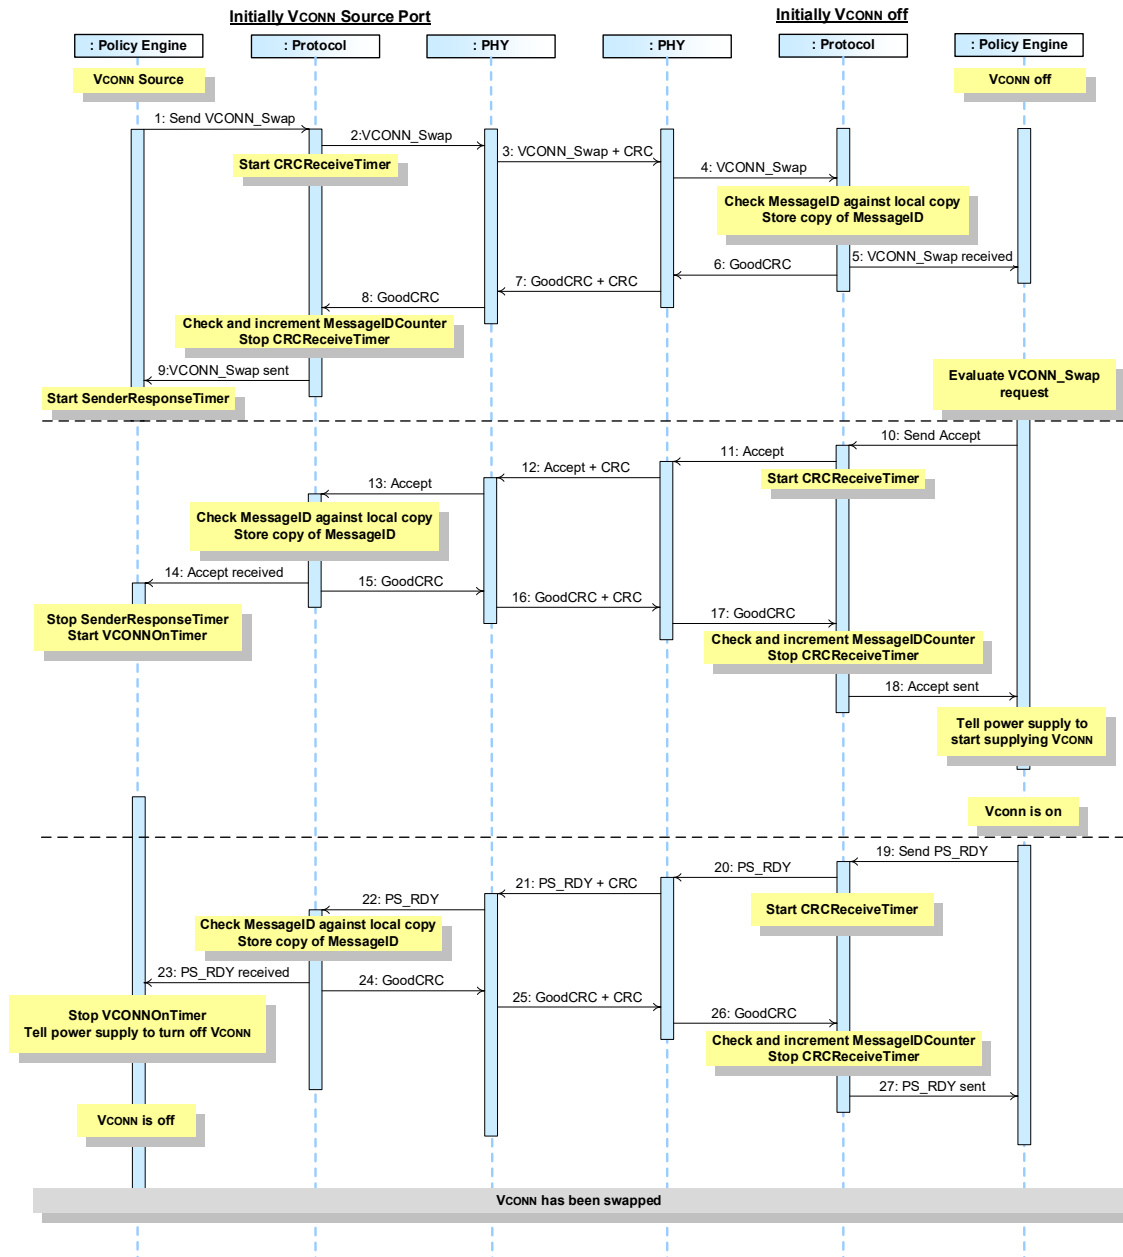 Initially VCONN Source Port
Initially VCONN off
: Policy Engine
: Protocol
: PHY
: PHY
: Protocol
: Policy Engine
VCONN Source
VCONN off
1: Send VCONN_Swap
2:VCONN_Swap
Start CRCReceiveTimer
3: VCONN_Swap + CRC
4: VCONN_Swap
Check MessageID against local copy
Store copy of MessageID
5: VCONN_Swap received
6: GoodCRC
7: GoodCRC + CRC
8: GoodCRC
Check and increment MessageIDCounter
Stop CRCReceiveTimer
9:VCONN_Swap sent
Start SenderResponseTimer
Evaluate VCONN_Swap
request
10: Send Accept
11: Accept
Start CRCReceiveTimer
12: Accept + CRC
13: Accept
Check MessageID against local copy
Store copy of MessageID
14: Accept received
15: GoodCRC
Stop SenderResponseTimer
Start VCONNOnTimer
16: GoodCRC + CRC
17: GoodCRC
Check and increment MessageIDCounter
Stop CRCReceiveTimer
18: Accept sent
Tell power supply to
start supplying VCONN
Vconn is on
19: Send PS_RDY
20: PS_RDY
Start CRCReceiveTimer
21: PS_RDY + CRC
22: PS_RDY
Check MessageID against local copy
Store copy of MessageID
23: PS_RDY received
24: GoodCRC
Stop VCONNOnTimer
Tell power supply to turn off VCONN
25: GoodCRC + CRC
26: GoodCRC
Check and increment MessageIDCounter
Stop CRCReceiveTimer
27: PS_RDY sent
VCONN is off
VCONN has been swapped